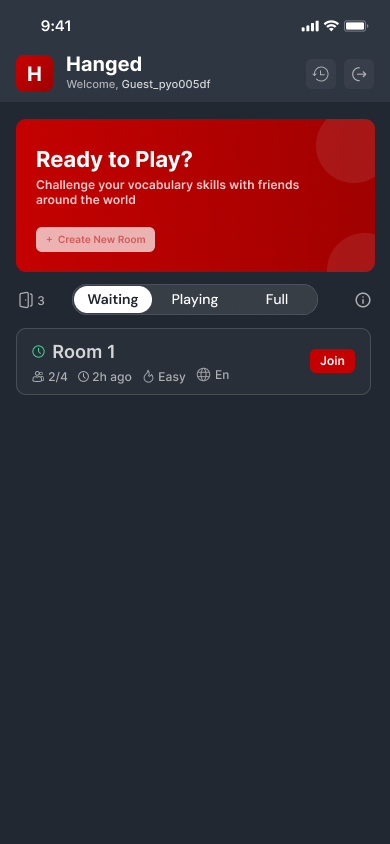 9:41
H
Hanged
Welcome, Guest_pyo05df
Ready to Play?
Challenge your vocabulary skills with friends
around the world
+ Create New Room
3
Waiting
Playing
Full
Room 1
2/4
2h ago
Easy
En
Join